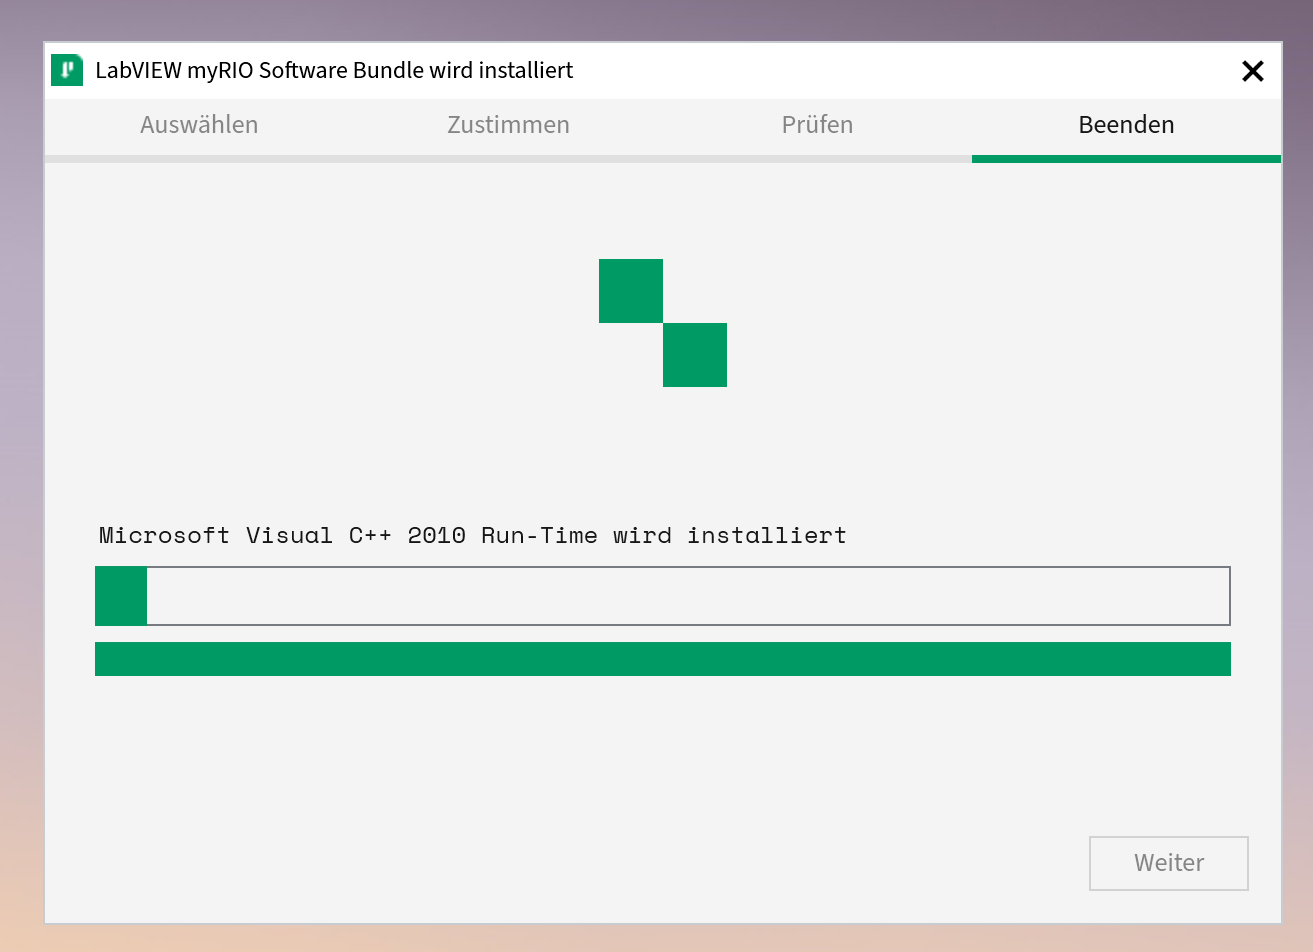 LabVIEW myRIO Software Bundle wird installiert
Auswählen Zustimmen Prüfen Beenden
Microsoft Visual C++ 2010 Run-Time wird installiert
Weiter